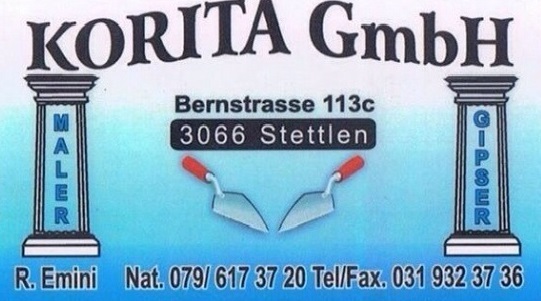 KORITA GmbH
Bernstrasse 113c
3066 Stettlen
MALER
GIPSER
R. Emini Nat. 079/ 617 37 20 Tel/Fax. 031 932 37 36